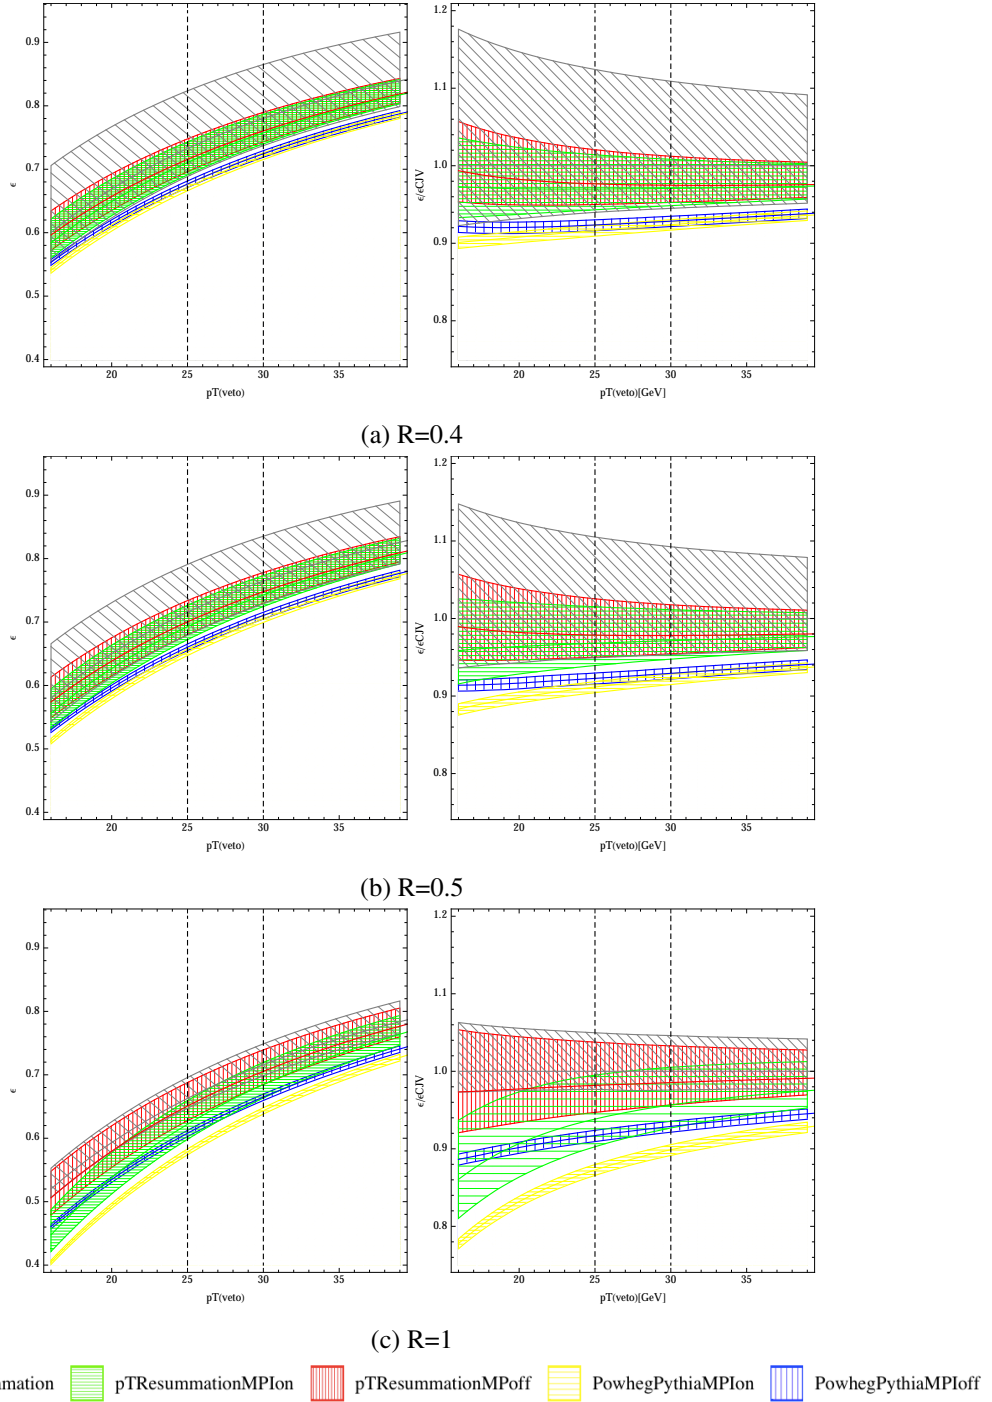 0.9
0.8
0.7
0.6
0.5
0.4
ϵ
20 25 30 35
pT(veto)
1.2
1.1
1.0
0.9
0.8
ϵ/ϵCJV
20 25 30 35
pT(veto)[GeV]
(a) R=0.4
0.9
0.8
0.7
0.6
0.5
0.4
ϵ
20 25 30 35
pT(veto)
1.2
1.1
1.0
0.9
0.8
ϵ/ϵCJV
20 25 30 35
pT(veto)[GeV]
(b) R=0.5
0.9
0.8
0.7
0.6
0.5
0.4
ϵ
20 25 30 35
pT(veto)
1.2
1.1
1.0
0.9
0.8
ϵ/ϵCJV
20 25 30 35
pT(veto)[GeV]
(c) R=1
mation pTResummationMPIon pTResummationMPoff PowhegPythiaMPIon PowhegPythiaMPIoff